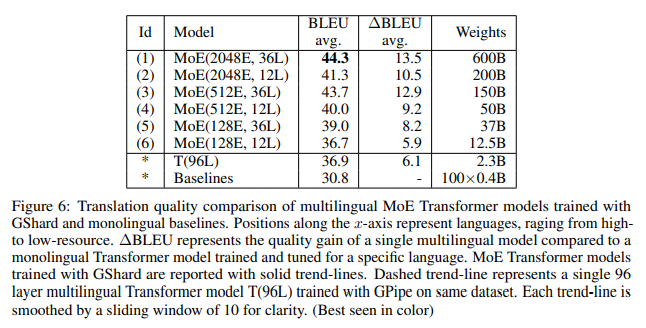 Id Model BLEU avg. ΔBLEU avg. Weights
(1) MoE(2048E, 36L) 44.3 13.5 600B
(2) MoE(2048E, 12L) 41.3 10.5 200B
(3) MoE(512E, 36L) 43.7 12.9 150B
(4) MoE(512E, 12L) 40.0 9.2 50B
(5) MoE(128E, 36L) 39.0 8.2 37B
(6) MoE(128E, 12L) 36.7 5.9 12.5B
* T(96L) 36.9 6.1 2.3B
* Baselines 30.8 - 100×0.4B
Figure 6: Translation quality comparison of multilingual MoE Transformer models trained with
GShard and monolingual baselines. Positions along the x-axis represent languages, raging from high-
to low-resource. ΔBLEU represents the quality gain of a single multilingual model compared to a
monolingual Transformer model trained and tuned for a specific language. MoE Transformer models
trained with GShard are reported with solid trend-lines. Dashed trend-line represents a single 96
layer multilingual Transformer model T(96L) trained with GPipe on same dataset. Each trend-line is
smoothed by a sliding window of 10 for clarity. (Best seen in color)